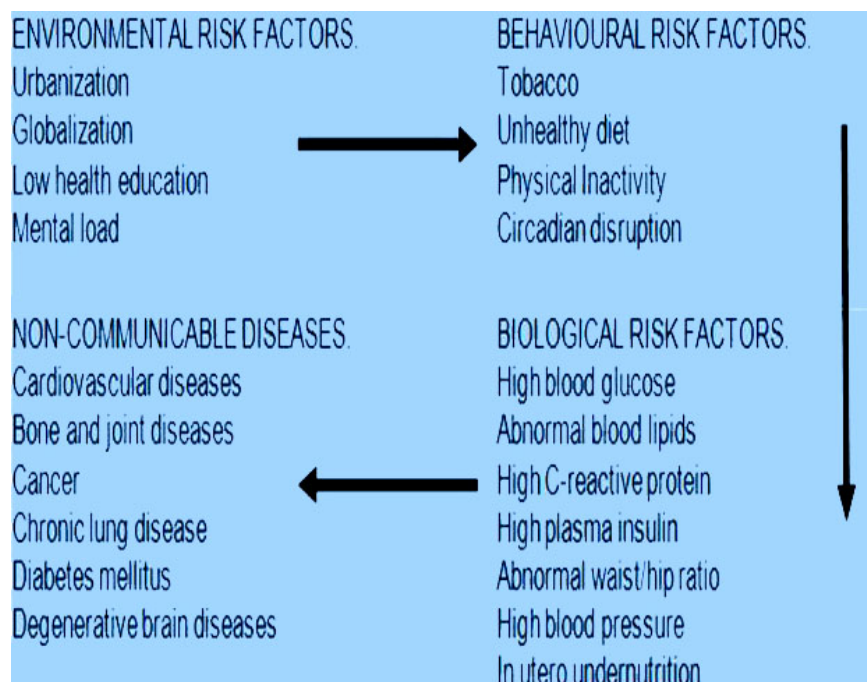 ENVIRONMENTAL RISK FACTORS.
Urbanization
Globalization
Low health education
Mental load
BEHAVIOURAL RISK FACTORS.
Tobacco
Unhealthy diet
Physical Inactivity
Circadian disruption
NON-COMMUNICABLE DISEASES.
Cardiovascular diseases
Bone and joint diseases
Cancer
Chronic lung disease
Diabetes mellitus
Degenerative brain diseases
BIOLOGICAL RISK FACTORS.
High blood glucose
Abnormal blood lipids
High C-reactive protein
High plasma insulin
Abnormal waist/hip ratio
High blood pressure
In utero undernutrition